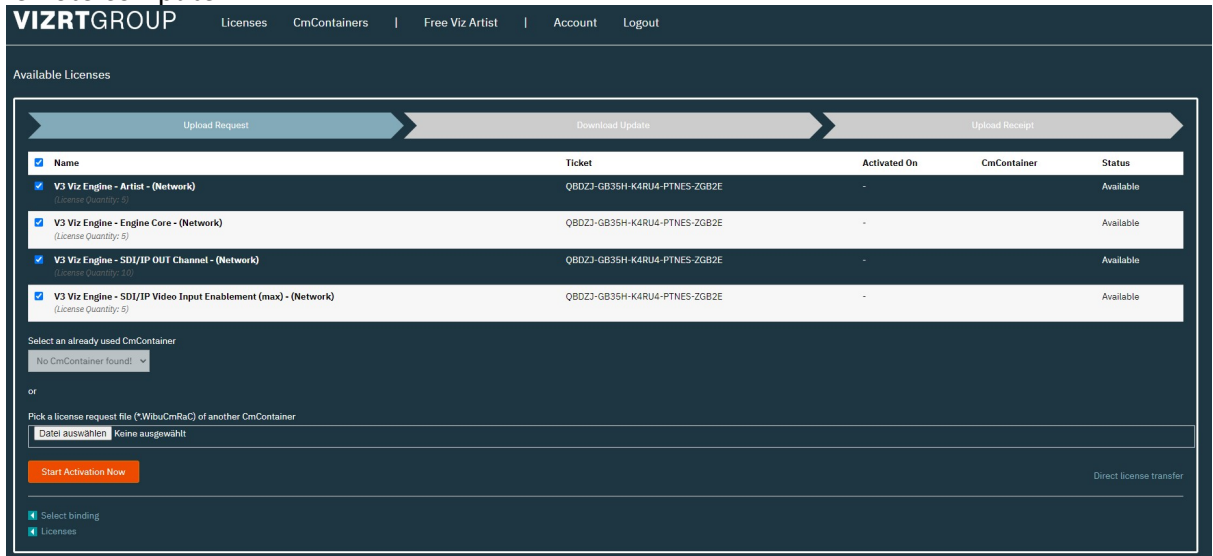 VIZRTGROUP Licenses CmContainers | Free Viz Artist | Account Logout
Available Licenses
Upload Request Download Update Upload Receipt
Name Ticket Activated On CmContainer Status
V3 Viz Engine - Artist - (Network) QBDZJ-GB35H-K4RU4-PTNES-ZGB2E - Available
(License Quantity: 5)
V3 Viz Engine - Engine Core - (Network) QBDZJ-GB35H-K4RU4-PTNES-ZGB2E - Available
(License Quantity: 5)
V3 Viz Engine - SDI/IP OUT Channel - (Network) QBDZJ-GB35H-K4RU4-PTNES-ZGB2E - Available
(License Quantity: 10)
V3 Viz Engine - SDI/IP Video Input Enablement (max) - (Network) QBDZJ-GB35H-K4RU4-PTNES-ZGB2E - Available
(License Quantity: 5)
Select an already used CmContainer
No CmContainer found!
or
Pick a license request file (*.WibuCmRaC) of another CmContainer
Datei auswählen Keine ausgewählt
Start Activation Now Direct license transfer
Select binding
Licenses